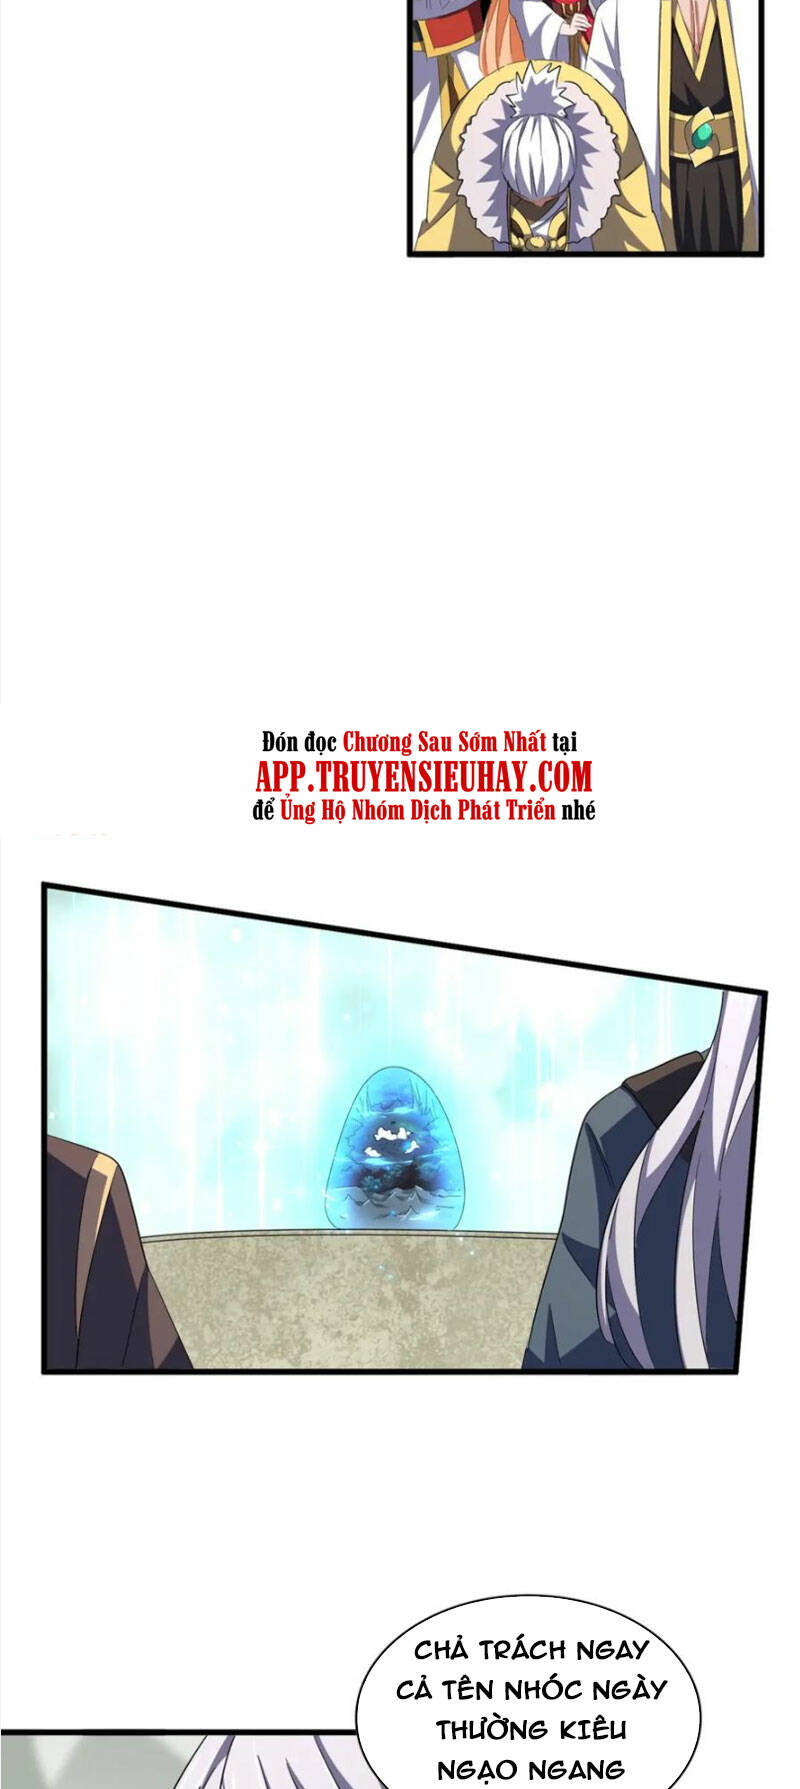 Đón đọc Chương Sau Sớm Nhất tại
APP.TRUYENSIEUHAY.COM
để Ủng Hộ Nhóm Dịch Phát Triển nhé
CHẢ TRÁCH NGAY
CẢ TÊN NHÓC NGÀY
THƯỜNG KIÊU
NGẠO NGANG